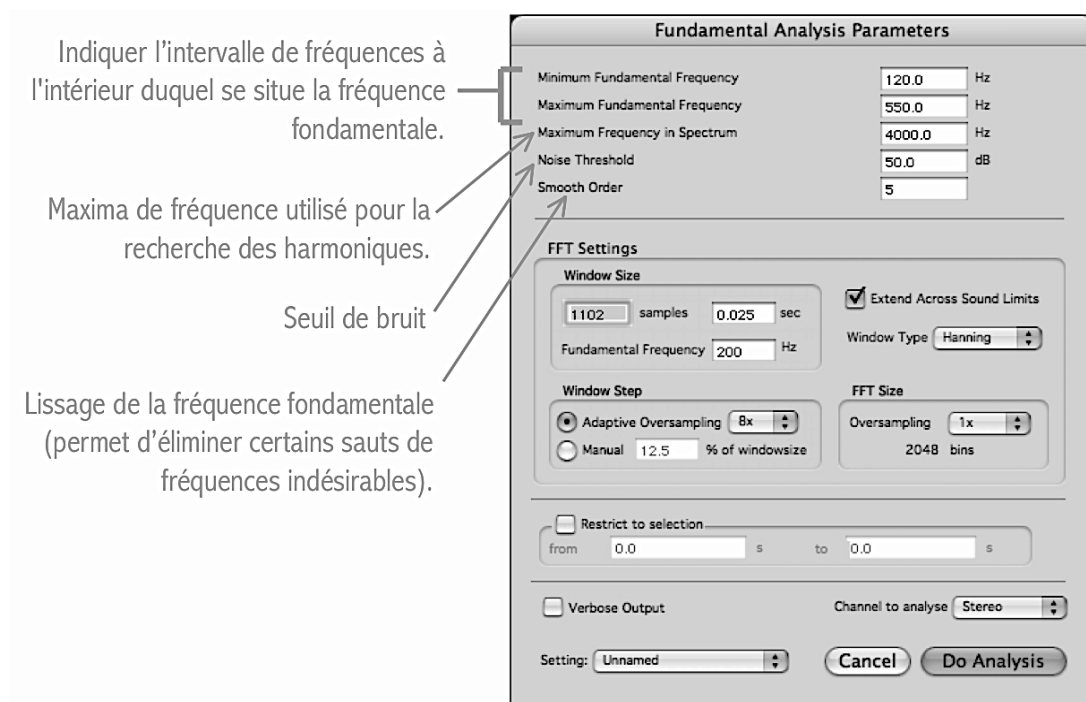 Indiquer l’intervalle de fréquences à
l'intérieur duquel se situe la fréquence
fondamentale.
Maxima de fréquence utilisé pour la
recherche des harmoniques.
Seuil de bruit
Lissage de la fréquence fondamentale
(permet d’éliminer certains sauts de
fréquences indésirables).
Fundamental Analysis Parameters
Minimum Fundamental Frequency 120.0 Hz
Maximum Fundamental Frequency 550.0 Hz
Maximum Frequency in Spectrum 4000.0 Hz
Noise Threshold 50.0 dB
Smooth Order 5
FFT Settings
Window Size
1102 samples 0.025 sec
Fundamental Frequency 200 Hz
Extend Across Sound Limits
Window Type Hanning
Window Step
Adaptive Oversampling 8x
Manual 12.5 % of windowsize
FFT Size
Oversampling 1x
2048 bins
Restrict to selection
from 0.0 s to 0.0 s
Verbose Output
Channel to analyse Stereo
Setting: Unnamed
Cancel
Do Analysis